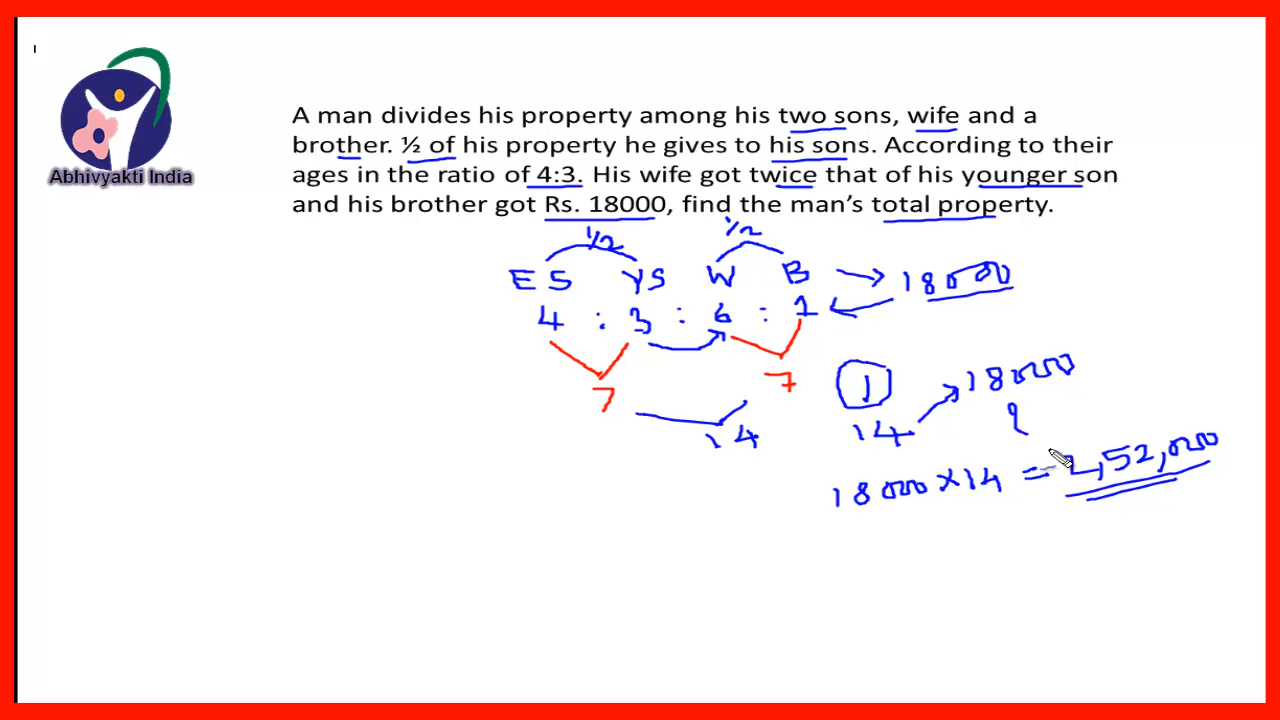 Abhivyakti India
A man divides his property among his two sons, wife and a
brother. ½ of his property he gives to his sons. According to their
ages in the ratio of 4:3. His wife got twice that of his younger son
and his brother got Rs. 18000, find the man's total property.
1/2 1/2
ES YS W B → 18000
4 : 3 : 6 : 1
7 7 1 18000
14 14 ?
18000 × 14 = 2,52,000